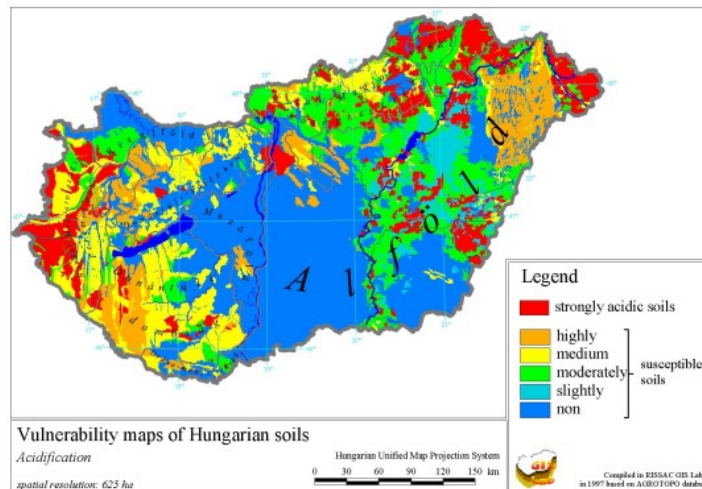 Alföld
Legend
strongly acidic soils
highly
medium
moderately
slightly
non
susceptible
soils
Vulnerability maps of Hungarian soils
Acidification
spatial resolution: 625 ha
Hungarian Unified Map Projection System
0 30 60 90 120 150
km
Compiled in RISSAC GIS Lab
in 1997 based on AGROTOPO databa